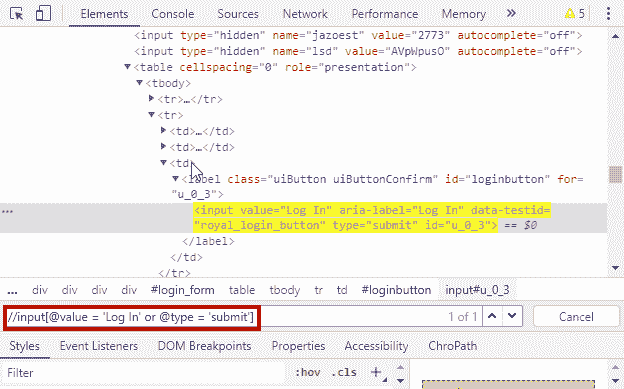 Elements Console Sources Network Performance Memory » 5
<input type="hidden" name="jazoest" value="2773" autocomplete="off">
<input type="hidden" name="lsd" value="AVpWpusO" autocomplete="off">
▼<table cellspacing="0" role="presentation">
▼<tbody>
▶<tr>…</tr>
▼<tr>
▶<td>…</td>
▶<td>…</td>
▼<td>
▼<label class="uiButton uiButtonConfirm" id="loginbutton" for=
"u_0_3">
… <input value="Log In" aria-label="Log In" data-testid=
"royal_login_button" type="submit" id="u_0_3"> == $0
</label>
</td>
</tr>
… div div div div #login_form table tbody tr td #loginbutton input#u_0_3
//input[@value = 'Log In' or @type = 'submit'] 1 of 1 Cancel
Styles Event Listeners DOM Breakpoints Properties Accessibility ChroPath
Filter :hov .cls +